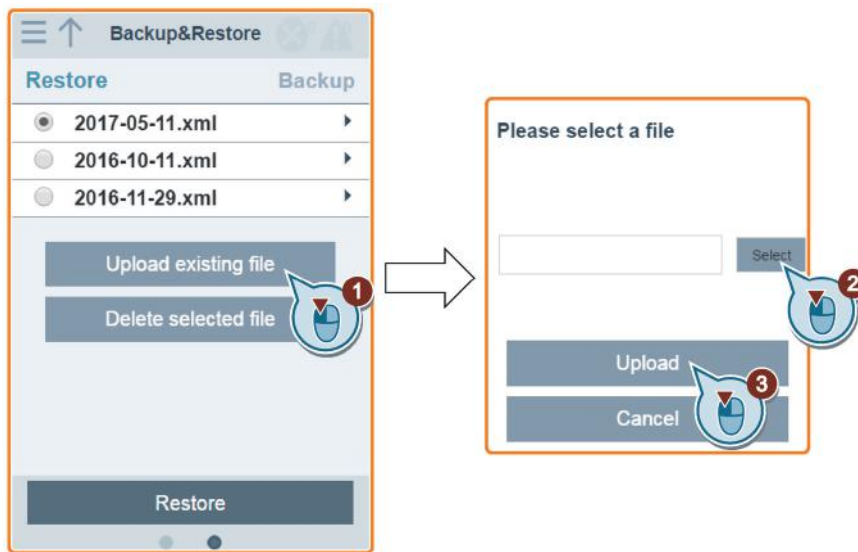 Backup&Restore
Restore Backup
2017-05-11.xml
2016-10-11.xml
2016-11-29.xml
Upload existing file
1
Delete selected file
Restore
Please select a file
Select
2
Upload
3
Cancel